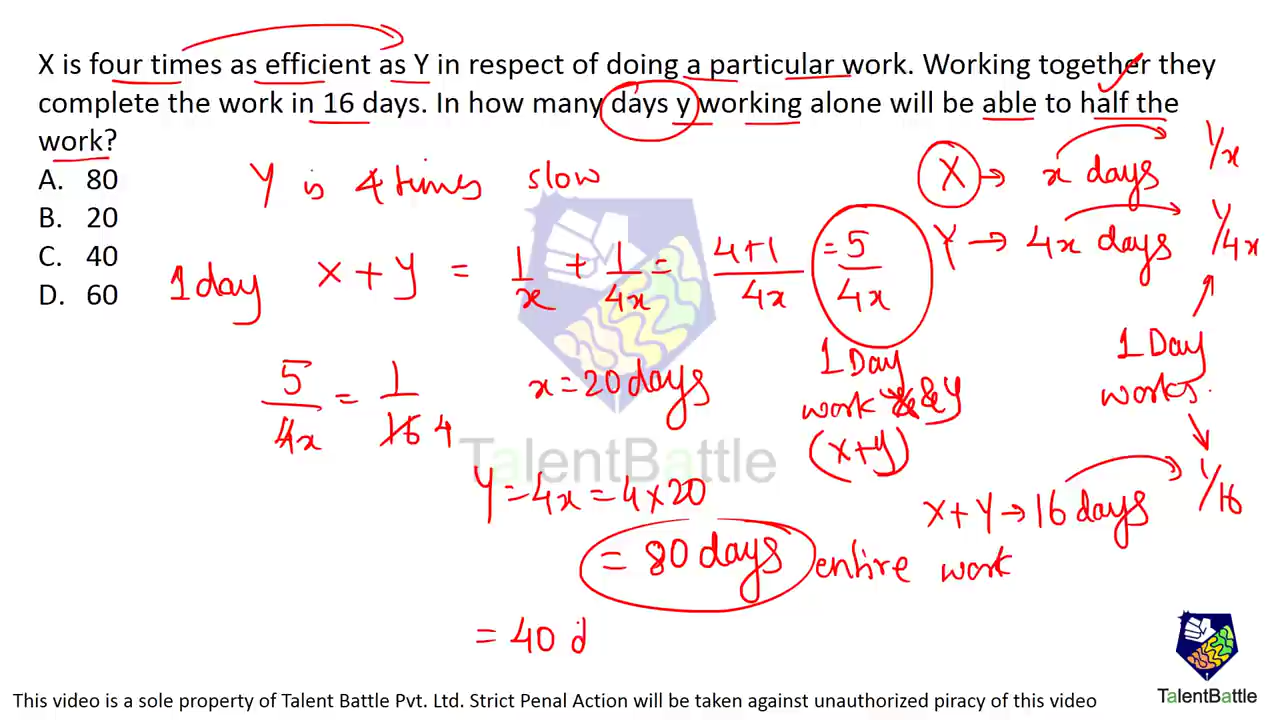 X is four times as efficient as Y in respect of doing a particular work. Working together they
complete the work in 16 days. In how many days y working alone will be able to half the
work?
A. 80
B. 20
C. 40
D. 60
Y is 4 times slow
X → x days 1/x
Y → 4x days 1/4x
1 day X + Y = 1/x + 1/4x = 4+1/4x = 5/4x
1 Day
work X & Y
(X+Y)
1 Day
works.
5/4x = 1/16 4
x = 20 days
Y = 4x = 4 × 20
X + Y → 16 days 1/16
= 80 days entire work
= 40 d
TalentBattle
TalentBattle
This video is a sole property of Talent Battle Pvt. Ltd. Strict Penal Action will be taken against unauthorized piracy of this video